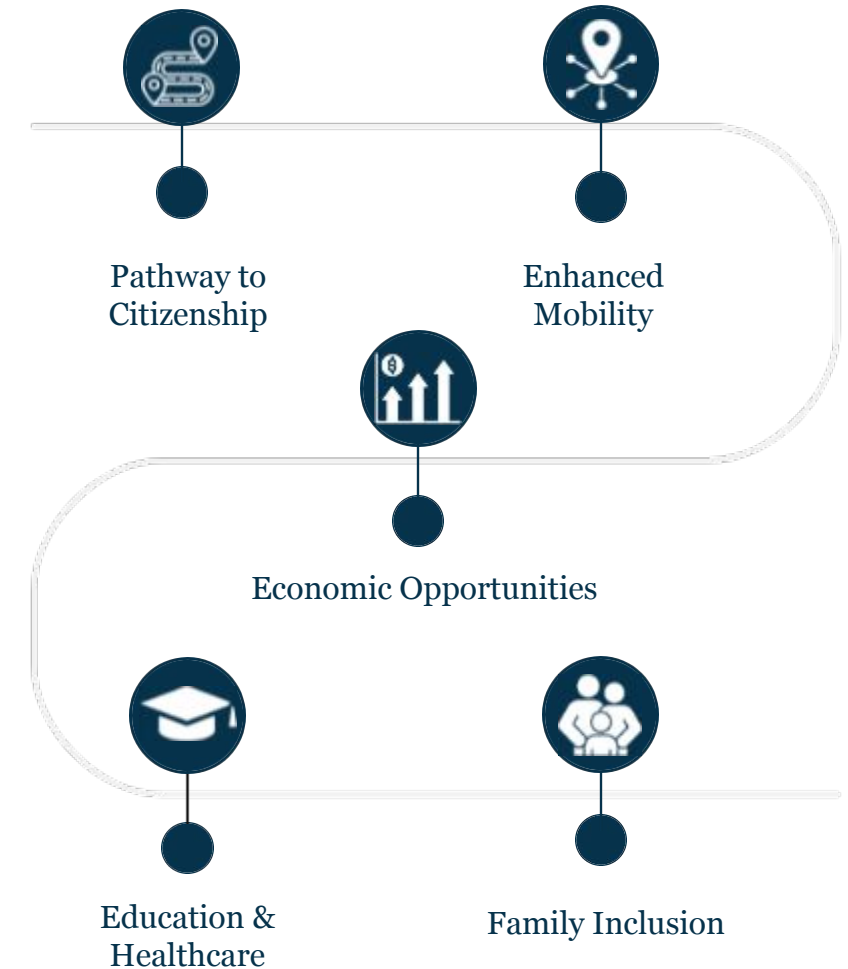 Pathway to
Citizenship
Enhanced
Mobility
Economic Opportunities
Education &
Healthcare
Family Inclusion